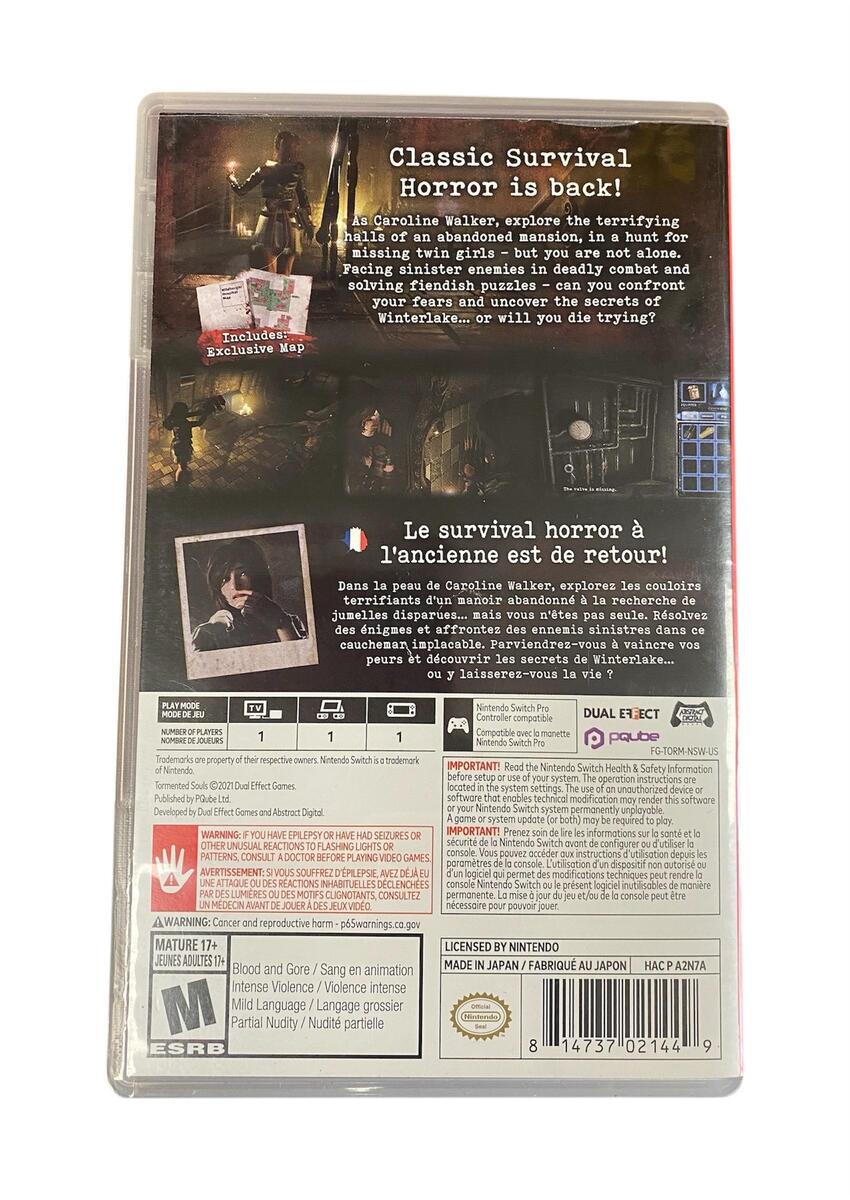 Classic Survival
Horror is back!
As Caroline Walker, explore the terrifying
halls of an abandoned mansion, in a hunt for
missing twin girls - but you are not alone.
Facing sinister enemies in deadly combat and
solving fiendish puzzles - can you confront
your fears and uncover the secrets of
Winterlake... or will you die trying?
Includes:
Exclusive Map
The valve is missing.
Le survival horror à
l'ancienne est de retour!
Dans la peau de Caroline Walker, explorez les couloirs
terrifiants d'un manoir abandonné à la recherche de
jumelles disparues... mais vous n'êtes pas seule. Résolvez
des énigmes et affrontez des ennemis sinistres dans ce
cauchemar implacable. Parviendrez-vous à vaincre vos
peurs et découvrir les secrets de Winterlake...
ou y laisserez-vous la vie ?
PLAY MODE
MODE DE JEU
TV
NUMBER OF PLAYERS
NOMBRE DE JOUEURS
1 1 1
Nintendo Switch Pro
Controller compatible
Compatible avec la manette
Nintendo Switch Pro
DUAL EFFECT
ABSTRACT
DIGITAL
PQube
FG-TORM-NSW-US
Trademarks are property of their respective owners. Nintendo Switch is a trademark
of Nintendo.
Tormented Souls ©2021 Dual Effect Games.
Published by PQube Ltd.
Developed by Dual Effect Games and Abstract Digital.
WARNING: IF YOU HAVE EPILEPSY OR HAVE HAD SEIZURES OR
OTHER UNUSUAL REACTIONS TO FLASHING LIGHTS OR
PATTERNS, CONSULT A DOCTOR BEFORE PLAYING VIDEO GAMES.
AVERTISSEMENT: SI VOUS SOUFFREZ D'ÉPILEPSIE, AVEZ DÉJÀ EU
UNE ATTAQUE OU DES RÉACTIONS INHABITUELLES DÉCLENCHÉES
PAR DES LUMIÈRES OU DES MOTIFS CLIGNOTANTS, CONSULTEZ
UN MÉDECIN AVANT DE JOUER À DES JEUX VIDÉO.
WARNING: Cancer and reproductive harm - p65warnings.ca.gov
IMPORTANT! Read the Nintendo Switch Health & Safety Information
before setup or use of your system. The operation instructions are
located in the system settings. The use of an unauthorized device or
software that enables technical modification may render this software
or your Nintendo Switch system permanently unplayable.
A game or system update (or both) may be required to play.
IMPORTANT! Prenez soin de lire les informations sur la santé et la
sécurité de la Nintendo Switch avant de configurer ou d'utiliser la
console. Vous pouvez accéder aux instructions d'utilisation depuis les
paramètres de la console. L'utilisation d'un dispositif non autorisé ou
d'un logiciel qui permet des modifications techniques peut rendre la
console Nintendo Switch ou le présent logiciel inutilisables de manière
permanente. La mise à jour du jeu et/ou de la console peut être
nécessaire pour pouvoir jouer.
MATURE 17+
JEUNES ADULTES 17+
M
ESRB
Blood and Gore / Sang en animation
Intense Violence / Violence intense
Mild Language / Langage grossier
Partial Nudity / Nudité partielle
LICENSED BY NINTENDO
MADE IN JAPAN / FABRIQUÉ AU JAPON HAC P A2N7A
Official
Nintendo
Seal
8 14737 02144 9